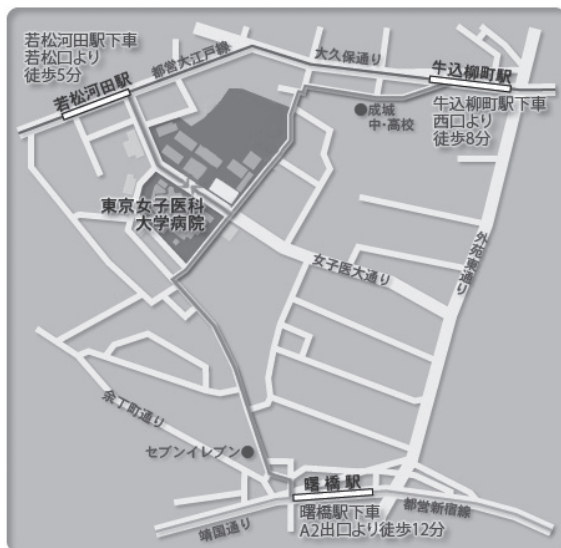 若松河田駅下車
若松口より
徒歩5分
若松河田駅
都営大江戸線
大久保通り
牛込柳町駅
牛込柳町駅下車
西口より
徒歩8分
成城
中・高校
東京女子医科
大学病院
女子医大通り
外苑東通り
余丁町通り
セブンイレブン
曙橋駅
曙橋駅下車
A2出口より徒歩12分
靖国通り
都営新宿線